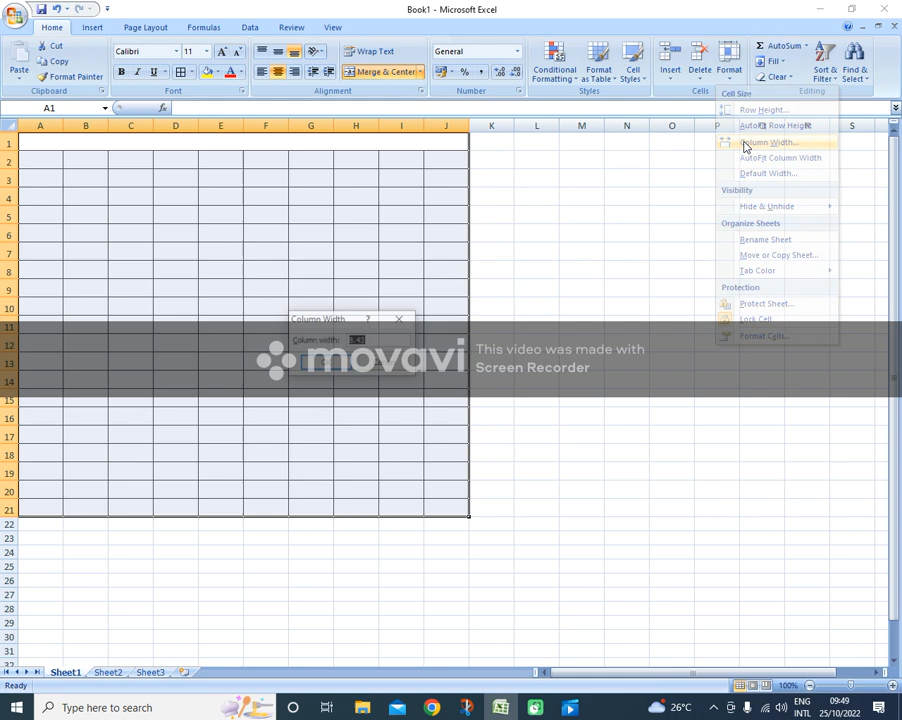 Book1 - Microsoft Excel
Home Insert Page Layout Formulas Data Review View
Cut
Copy
Format Painter
Paste
Clipboard
Calibri 11
B I U A
Font
Wrap Text
Merge & Center
Alignment
General
% ,
Number
Conditional Formatting
Format as Table
Cell Styles
Styles
Insert Delete Format
Cells
AutoSum
Fill
Clear
Sort & Filter
Find & Select
Editing
A1 fx
A B C D E F G H I J K L M N O P Q R S
1
2
3
4
5
6
7
8
9
10
11
12
13
14
15
16
17
18
19
20
21
22
23
24
25
26
27
28
29
30
31
32
Cell Size
Row Height...
AutoFit Row Height
Column Width...
AutoFit Column Width
Default Width...
Visibility
Hide & Unhide
Organize Sheets
Rename Sheet
Move or Copy Sheet...
Tab Color
Protection
Protect Sheet...
Lock Cell
Format Cells...
Column Width ?
Column width: 8.43
movavi
This video was made with
Screen Recorder
Sheet1 Sheet2 Sheet3
Ready 100%
Type here to search
26°C
ENG
INTL
09:49
25/10/2022